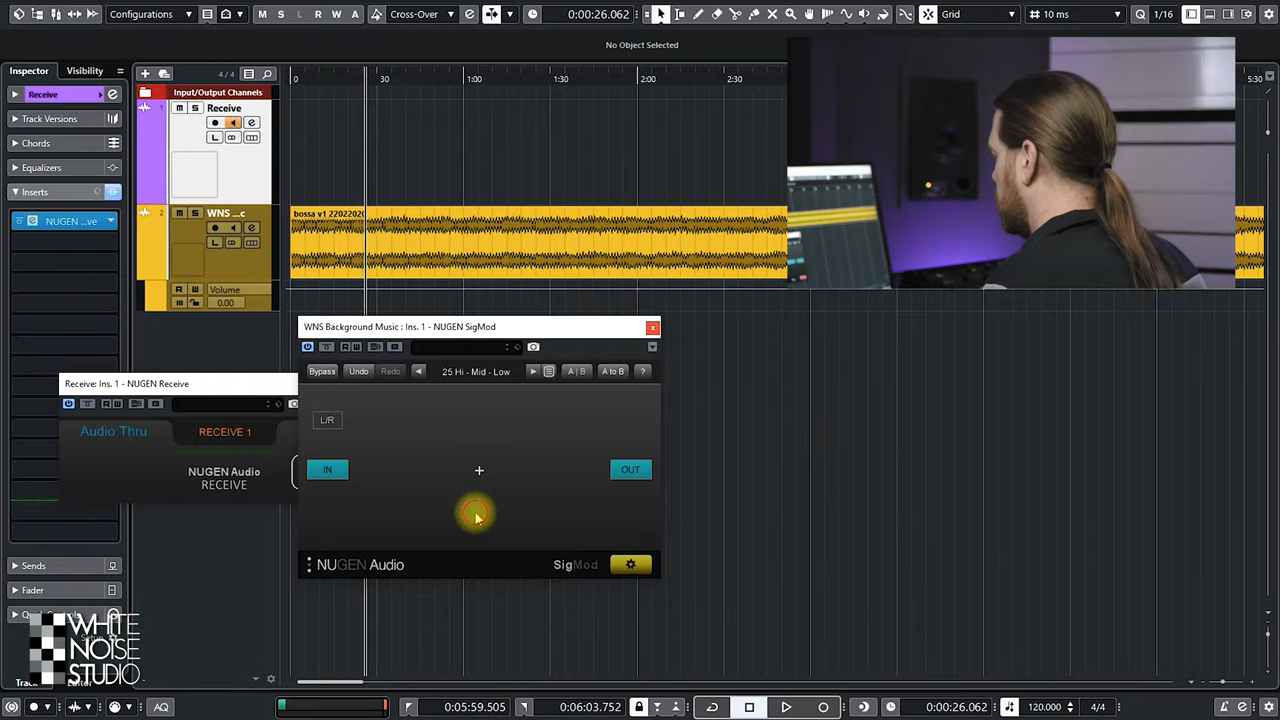 Configurations
M S L R W A
Cross-Over
0:00:26.062
Grid
10 ms
Q 1/16
No Object Selected
Inspector
Visibility
4/4
0
30
1:00
1:30
2:00
2:30
5:30
Input/Output Channels
Receive
1
M S
Receive
Track Versions
L
Chords
Equalizers
Inserts
2
M S
WNS ...c
bossa v1 22022020
NUGEN ..ve
L
R W
Volume
0.00
WNS Background Music : Ins. 1 - NUGEN SigMod
x
R W
Bypass
Undo
Redo
25 Hi - Mid - Low
A | B
A to B
?
Receive: Ins. 1 - NUGEN Receive
R W
L/R
Audio Thru
RECEIVE 1
NUGEN Audio
RECEIVE
IN
+
OUT
NUGEN Audio
SigMod
Sends
Fader
WHITE
NOISE
STUDIO
AQ
0:05:59.505
0:06:03.752
0:00:26.062
120.000
4/4